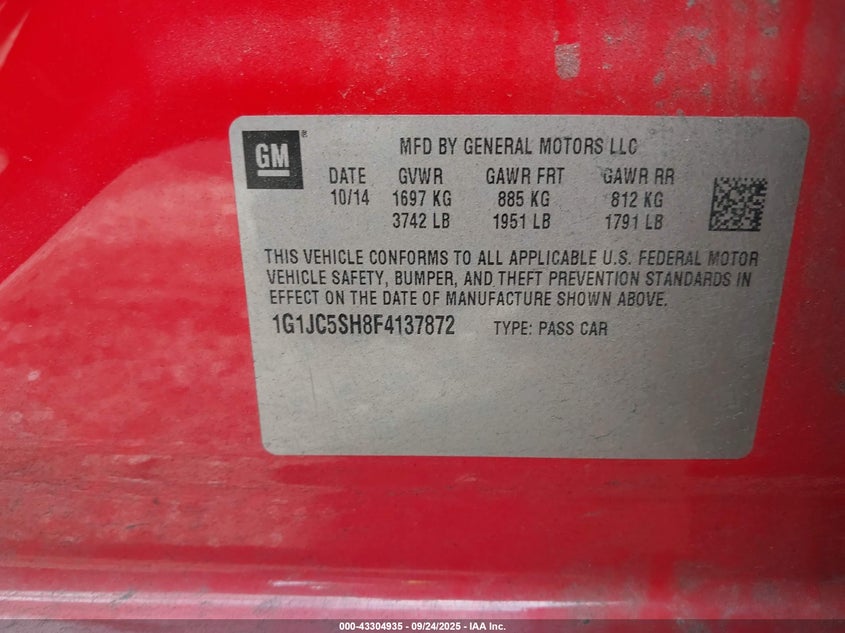 GM ®
MFD BY GENERAL MOTORS LLC
DATE GVWR GAWR FRT GAWR RR
10/14 1697 KG 885 KG 812 KG
3742 LB 1951 LB 1791 LB
THIS VEHICLE CONFORMS TO ALL APPLICABLE U.S. FEDERAL MOTOR
VEHICLE SAFETY, BUMPER, AND THEFT PREVENTION STANDARDS IN
EFFECT ON THE DATE OF MANUFACTURE SHOWN ABOVE.
1G1JC5SH8F4137872 TYPE: PASS CAR
000-43304935 - 09/24/2025 - IAA Inc.